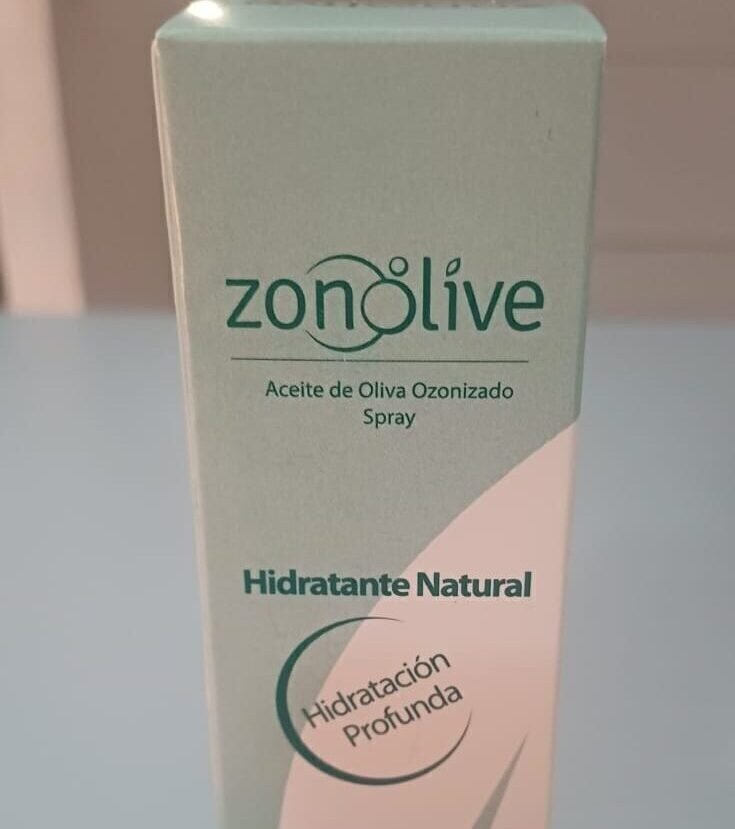 zonolive
Aceite de Oliva Ozonizado
Spray
Hidratante Natural
Hidratación
Profunda